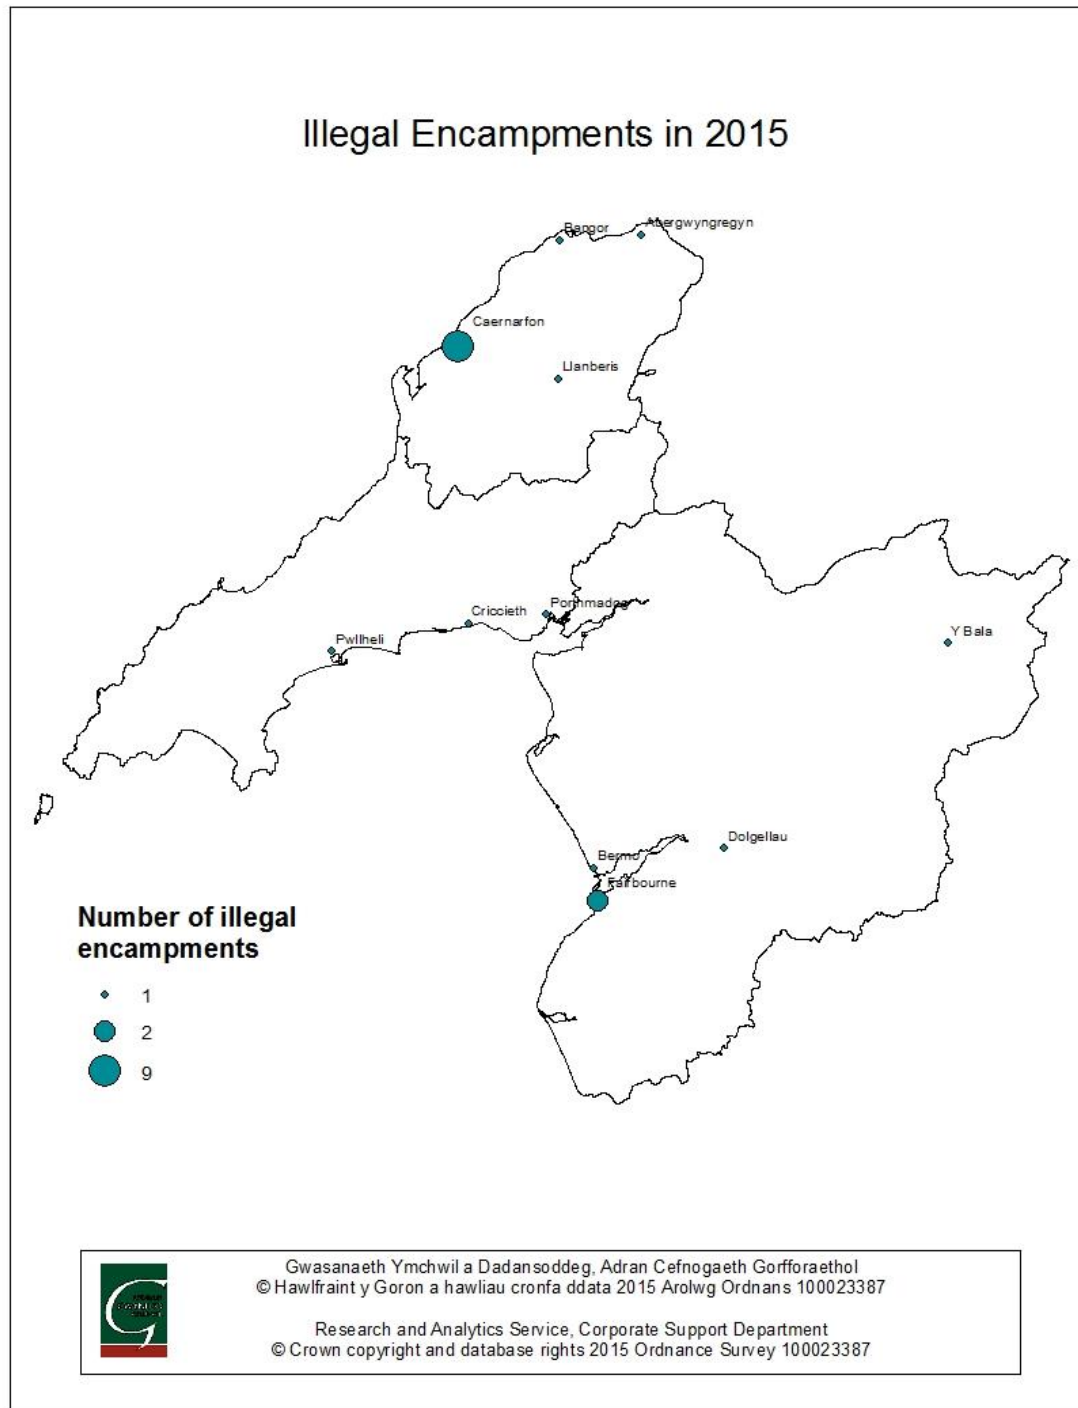 Illegal Encampments in 2015
Bangor
Abergwyngregyn
Caernarfon
Llanberis
Criccieth
Porthmadog
Pwllheli
Y Bala
Dolgellau
Bermo
Fairbourne
Number of illegal
encampments
1
2
9
Gwasanaeth Ymchwil a Dadansoddeg, Adran Cefnogaeth Gorfforaethol
© Hawlfraint y Goron a hawliau cronfa ddata 2015 Arolwg Ordnans 100023387
Research and Analytics Service, Corporate Support Department
© Crown copyright and database rights 2015 Ordnance Survey 100023387